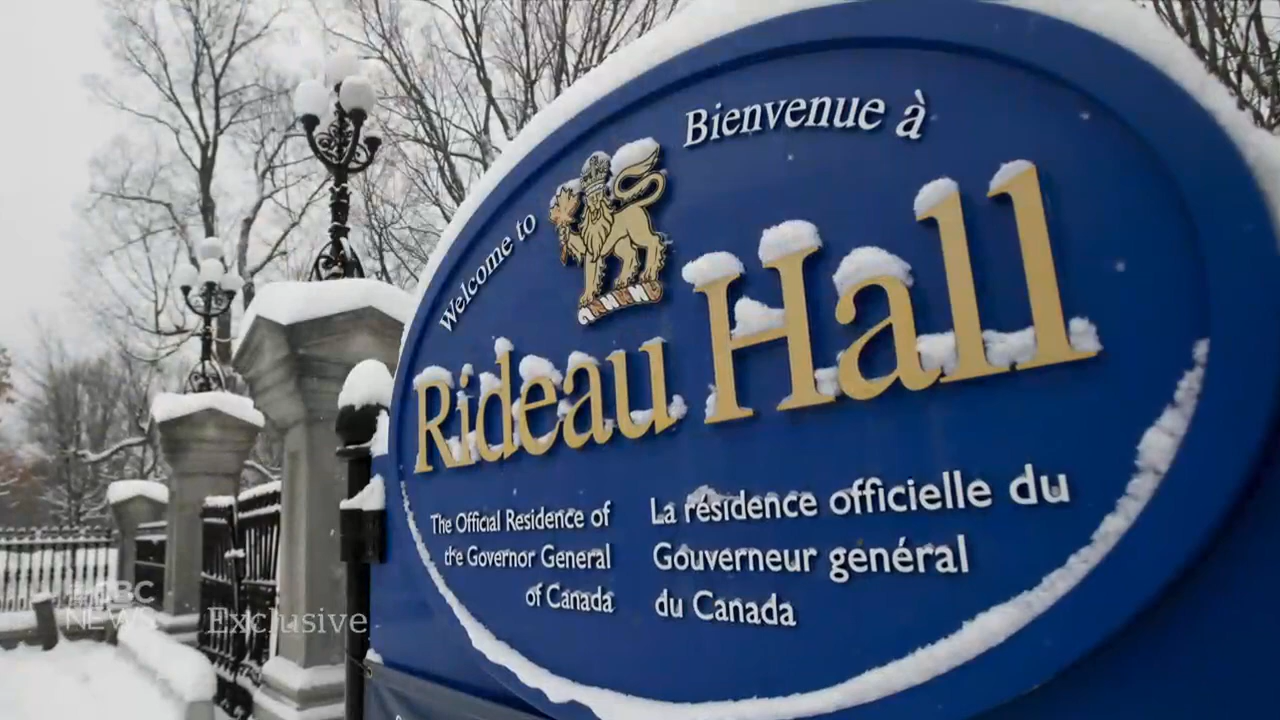 Welcome to
Bienvenue à
Rideau Hall
The Official Residence of
the Governor General
of Canada
La résidence officielle du
Gouverneur général
du Canada
CBC
NEWS
Exclusive